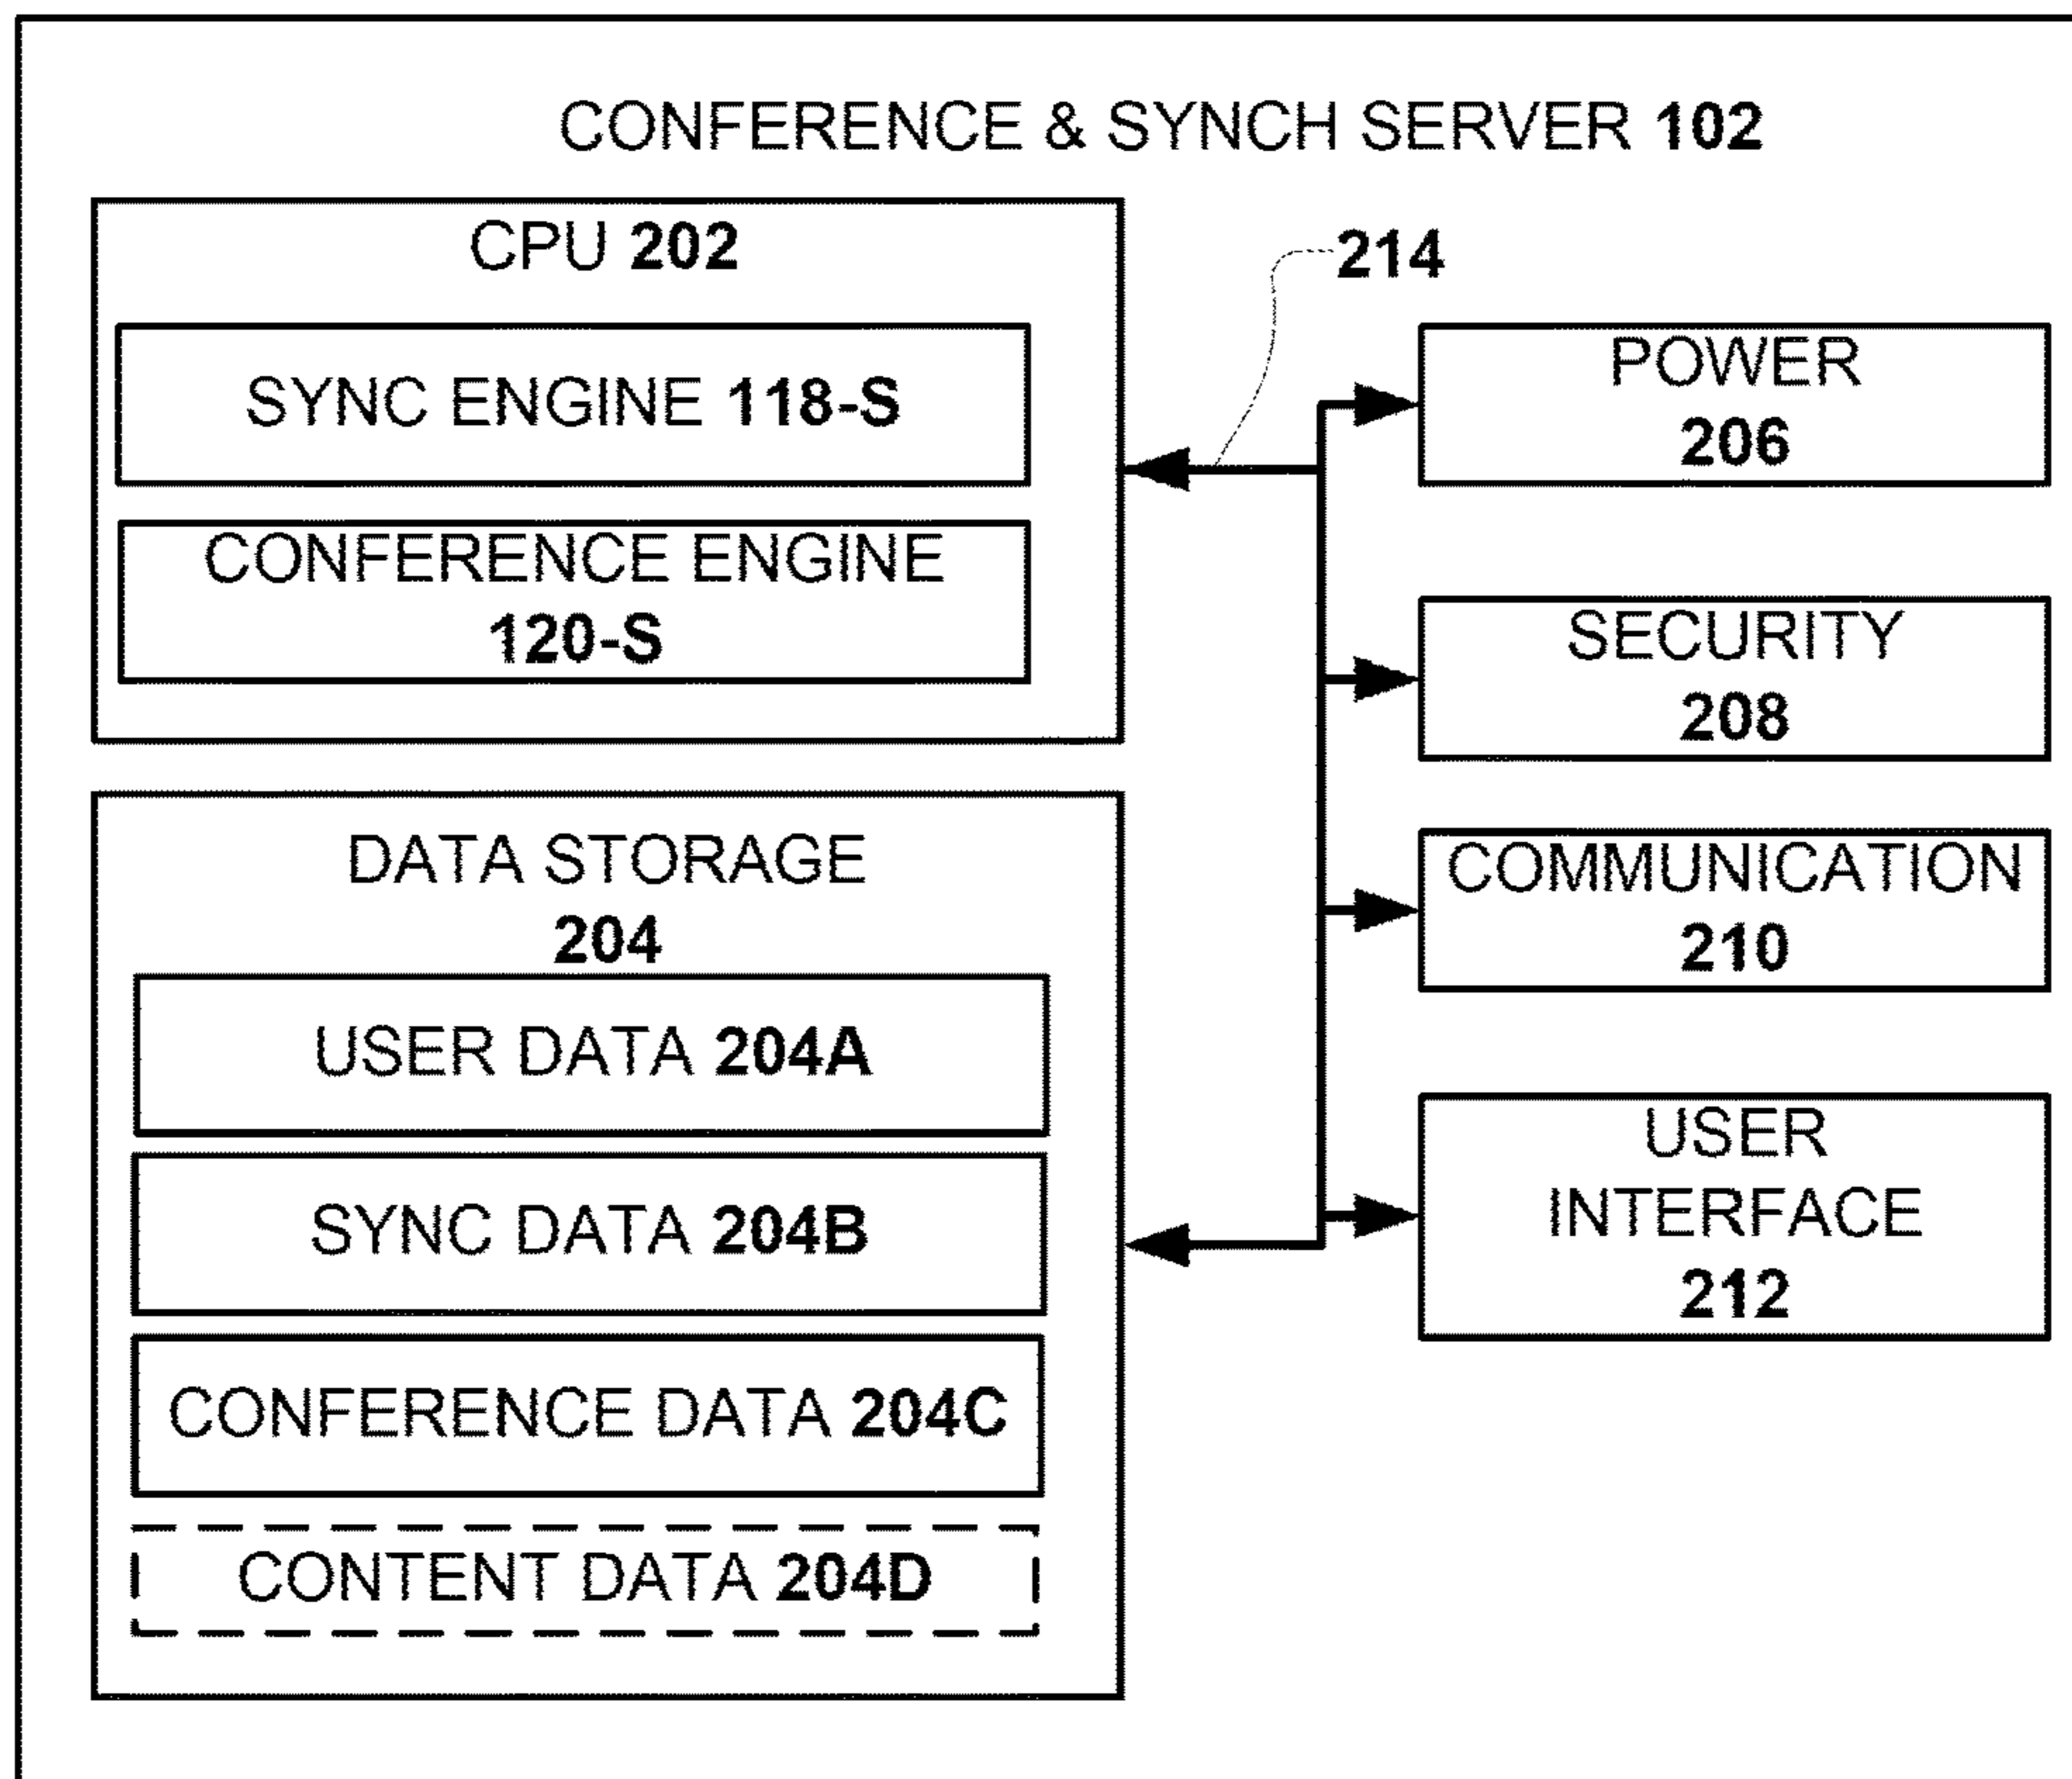 CONFERENCE & SYNCH SERVER 102
CPU 202
SYNC ENGINE 118-S
CONFERENCE ENGINE
120-S
214
POWER
206
SECURITY
208
COMMUNICATION
210
USER
INTERFACE
212
DATA STORAGE
204
USER DATA 204A
SYNC DATA 204B
CONFERENCE DATA 204C
CONTENT DATA 204D